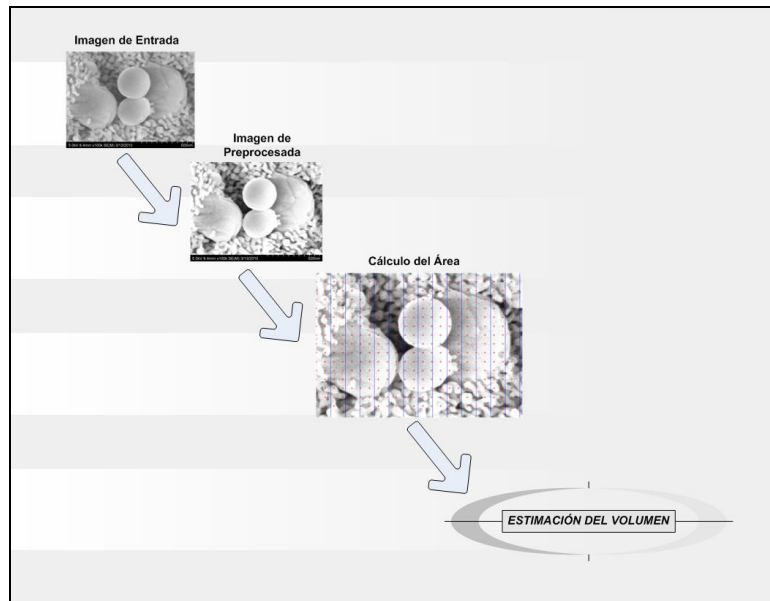 Imagen de Entrada
Imagen de
Preprocesada
Cálculo del Área
ESTIMACIÓN DEL VOLUMEN